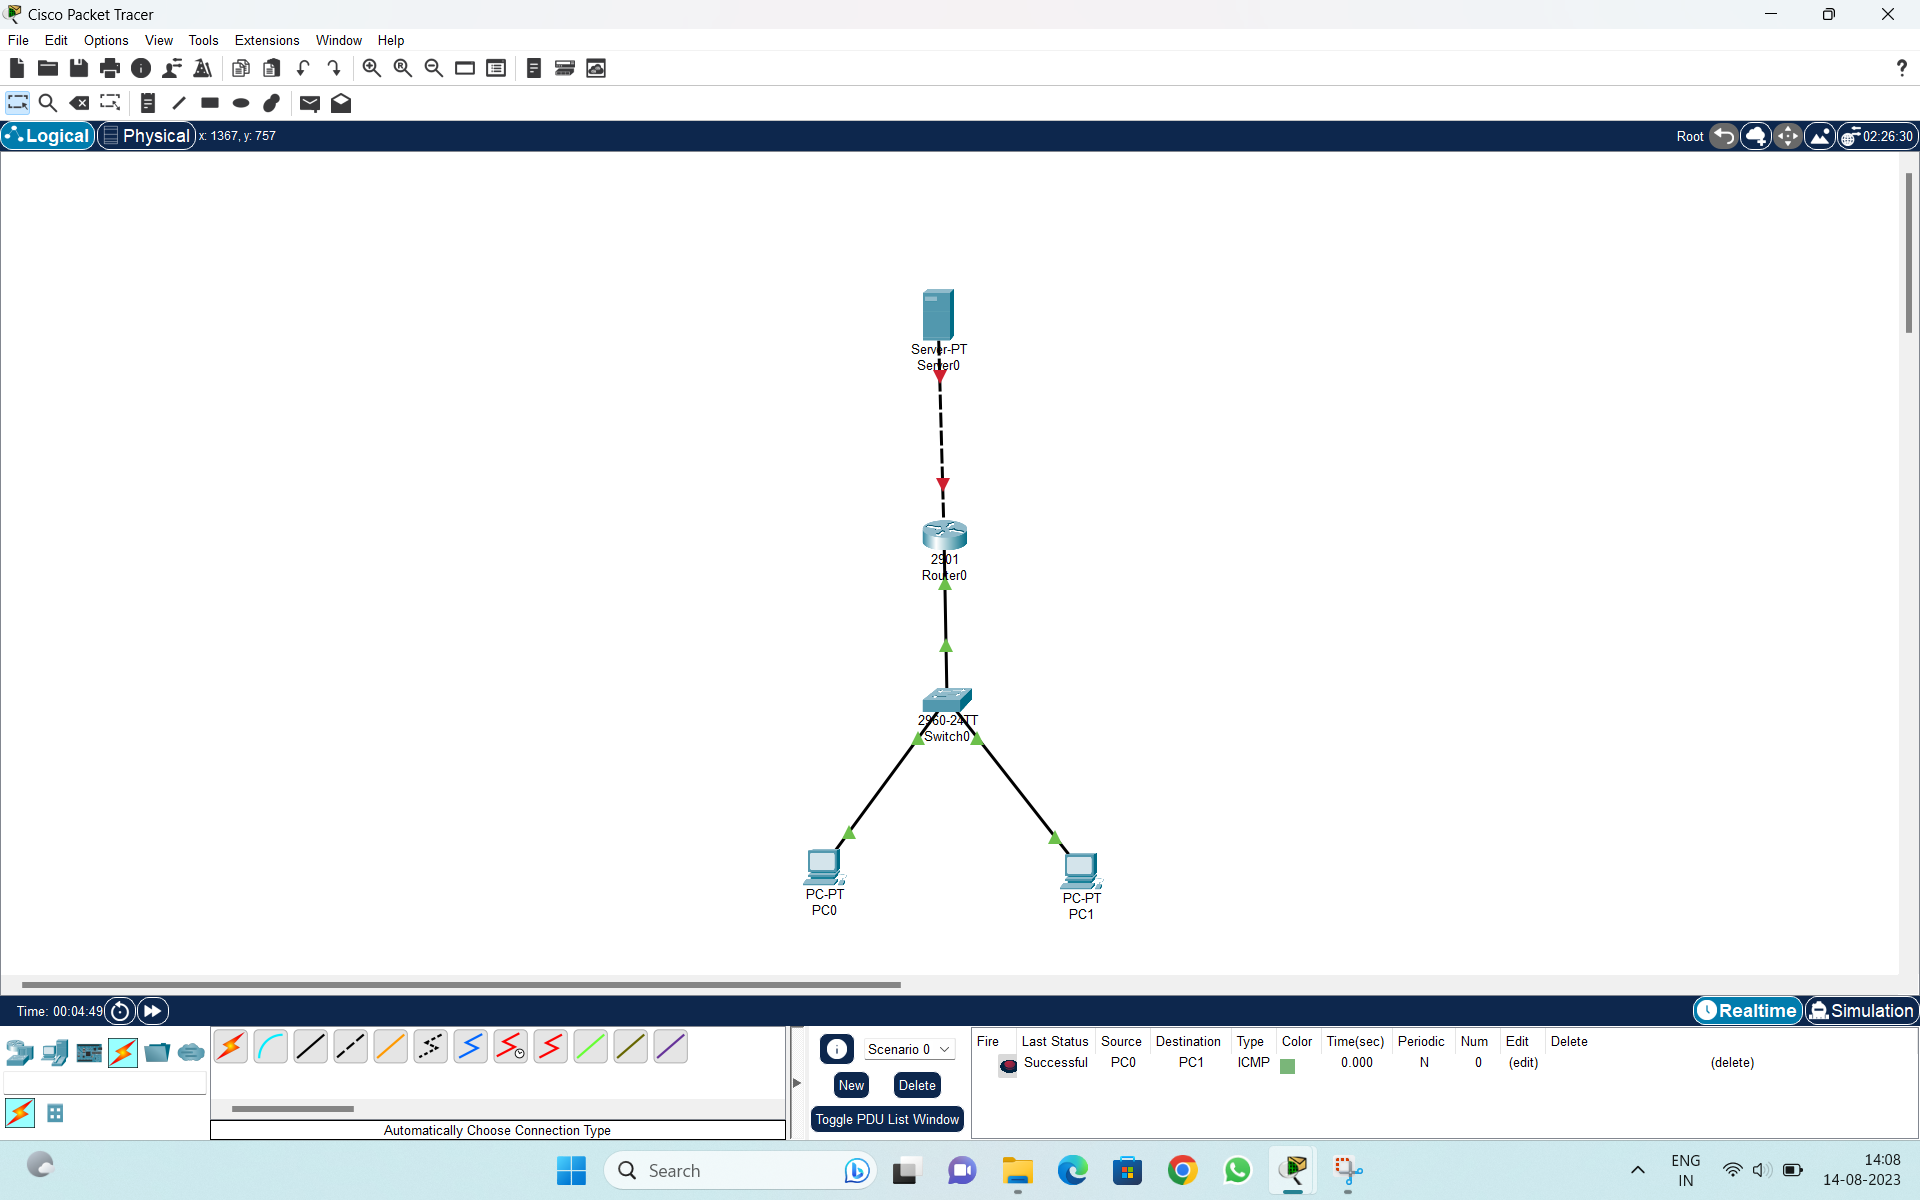 Cisco Packet Tracer
File Edit Options View Tools Extensions Window Help
?
Logical Physical x: 1367, y: 757 Root 02:26:30
Server-PT
Server0
2901
Router0
2960-24TT
Switch0
PC-PT
PC0
PC-PT
PC1
Time: 00:04:49 Realtime Simulation
Scenario 0
New Delete
Toggle PDU List Window
Fire Last Status Source Destination Type Color Time(sec) Periodic Num Edit Delete
Successful PC0 PC1 ICMP 0.000 N 0 (edit) (delete)
Automatically Choose Connection Type
Search
ENG
IN
14:08
14-08-2023